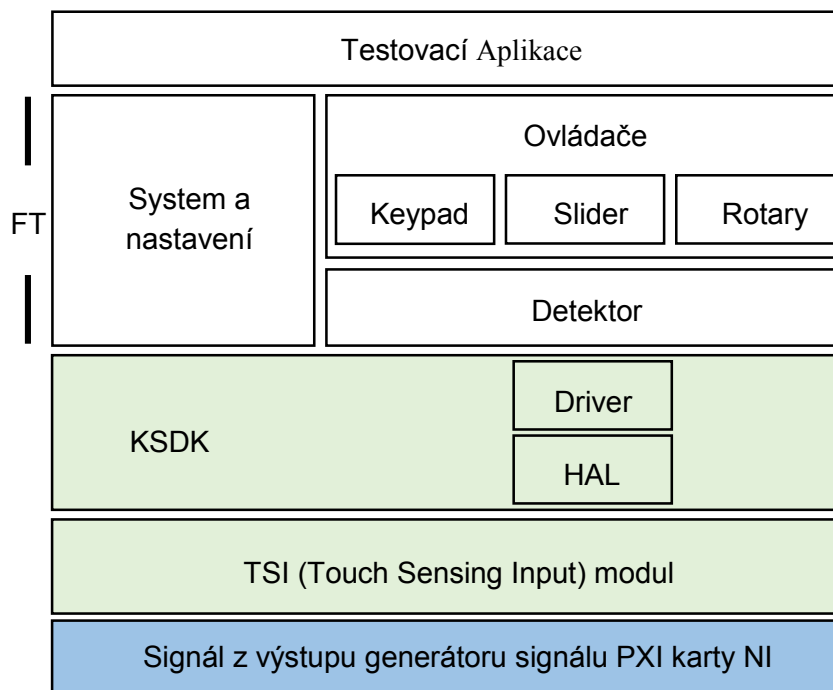 Testovací Aplikace
FT
System a
nastavení
Ovládače
Keypad
Slider
Rotary
Detektor
KSDK
Driver
HAL
TSI (Touch Sensing Input) modul
Signál z výstupu generátoru signálu PXI karty NI